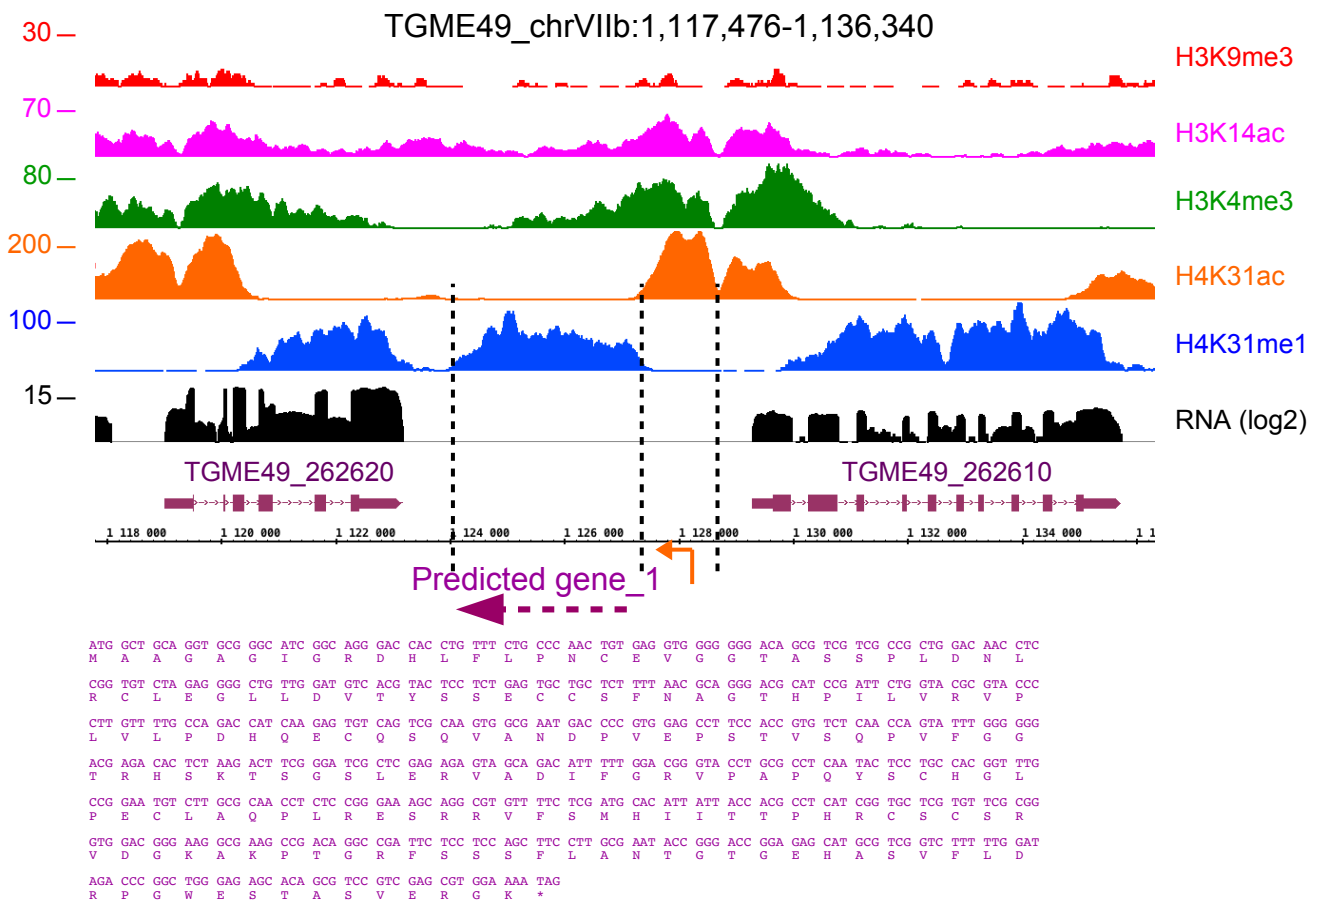 TGME49_chrVIIb:1,117,476-1,136,340
30
H3K9me3
70
H3K14ac
80
H3K4me3
200
H4K31ac
100
H4K31me1
15
RNA (log2)
TGME49_262620 TGME49_262610
1 118 000 1 120 000 1 122 000 1 124 000 1 126 000 1 128 000 1 130 000 1 132 000 1 134 000 1 1
Predicted gene_1
ATG GCT GCA GGT GCG GGC ATC GGC AGG GAC CAC CTG TTT CTG CCC AAC TGT GAG GTG GGG GGG ACA GCG TCG TCG CCG CTG GAC AAC CTC
M A A G A G I G R D H L F L P N C E V G G T A S S P L D N L
CGG TGT CTA GAG GGG CTG TTG GAT GTC ACG TAC TCC TCT GAG TGC TGC TCT TTT AAC GCA GGG ACG CAT CCG ATT CTG GTA CGC GTA CCC
R C L E G L L D V T Y S S E C C S F N A G T H P I L V R V P
CTT GTT TTG CCA GAC CAT CAA GAG TGT CAG TCG CAA GTG GCG AAT GAC CCC GTG GAG CCT TCC ACC GTG TCT CAA CCA GTA TTT GGG GGG
L V L P D H Q E C Q S Q V A N D P V E P S T V S Q P V F G G
ACG AGA CAC TCT AAG ACT TCG GGA TCG CTC GAG AGA GTA GCA GAC ATT TTT GGA CGG GTA CCT GCG CCT CAA TAC TCC TGC CAC GGT TTG
T R H S K T S G S L E R V A D I F G R V P A P Q Y S C H G L
CCG GAA TGT CTT GCG CAA CCT CTC CGG GAA AGC AGG CGT GTT TTC TCG ATG CAC ATT ATT ACC ACG CCT CAT CGG TGC TCG TGT TCG CGG
P E C L A Q P L R E S R R V F S M H I I T T P H R C S C S R
GTG GAC GGG AAG GCG AAG CCG ACA GGC CGA TTC TCC TCC AGC TTC CTT GCG AAT ACC GGG ACC GGA GAG CAT GCG TCG GTC TTT TTG GAT
V D G K A K P T G R F S S S F L A N T G T G E H A S V F L D
AGA CCC GGC TGG GAG AGC ACA GCG TCC GTC GAG CGT GGA AAA TAG
R P G W E S T A S V E R G K *